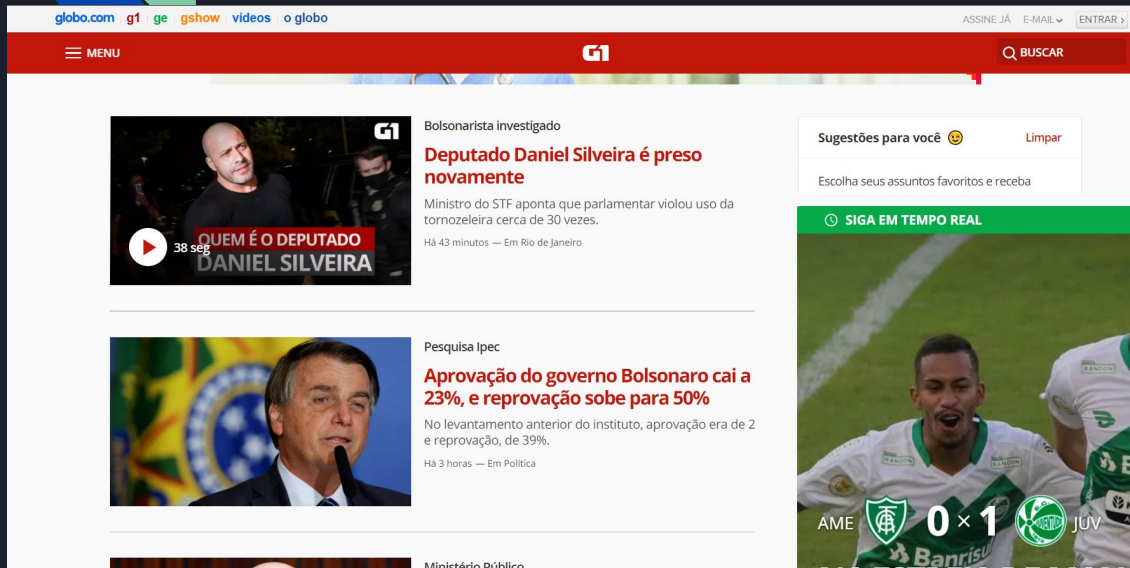 globo.com g1 ge gshow vídeos o globo
ASSINE JÁ E-MAIL ENTRAR ›
MENU
G1
BUSCAR
G1
QUEM É O DEPUTADO
38 seg
DANIEL SILVEIRA
Bolsonarista investigado
Deputado Daniel Silveira é preso
novamente
Ministro do STF aponta que parlamentar violou uso da
tornozeleira cerca de 30 vezes.
Há 43 minutos — Em Rio de Janeiro
Pesquisa Ipec
Aprovação do governo Bolsonaro cai a
23%, e reprovação sobe para 50%
No levantamento anterior do instituto, aprovação era de 2
e reprovação, de 39%.
Há 3 horas — Em Política
Ministério Público
Sugestões para você
Limpar
Escolha seus assuntos favoritos e receba
SIGA EM TEMPO REAL
RANDON
RANDON
RANDON
AME 0 × 1 JUV
Banrisul